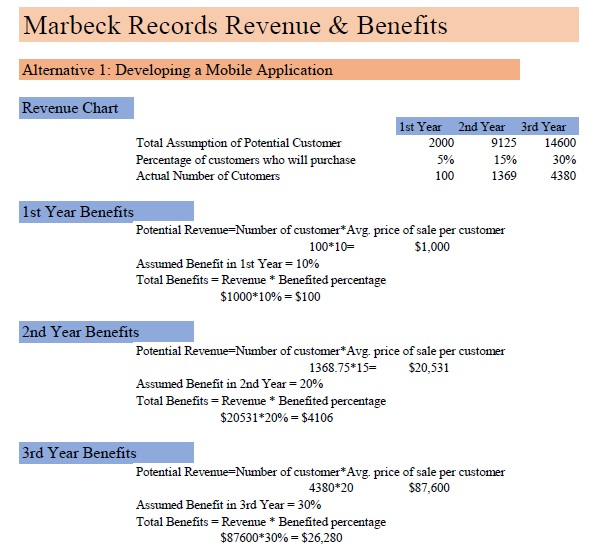 Marbeck Records Revenue & Benefits
Alternative 1: Developing a Mobile Application
Revenue Chart
1st Year 2nd Year 3rd Year
Total Assumption of Potential Customer 2000 9125 14600
Percentage of customers who will purchase 5% 15% 30%
Actual Number of Cutomers 100 1369 4380
1st Year Benefits
Potential Revenue=Number of customer*Avg. price of sale per customer
100*10= $1,000
Assumed Benefit in 1st Year = 10%
Total Benefits = Revenue * Benefited percentage
$1000*10% = $100
2nd Year Benefits
Potential Revenue=Number of customer*Avg. price of sale per customer
1368.75*15= $20,531
Assumed Benefit in 2nd Year = 20%
Total Benefits = Revenue * Benefited percentage
$20531*20% = $4106
3rd Year Benefits
Potential Revenue=Number of customer*Avg. price of sale per customer
4380*20 $87,600
Assumed Benefit in 3rd Year = 30%
Total Benefits = Revenue * Benefited percentage
$87600*30% = $26,280